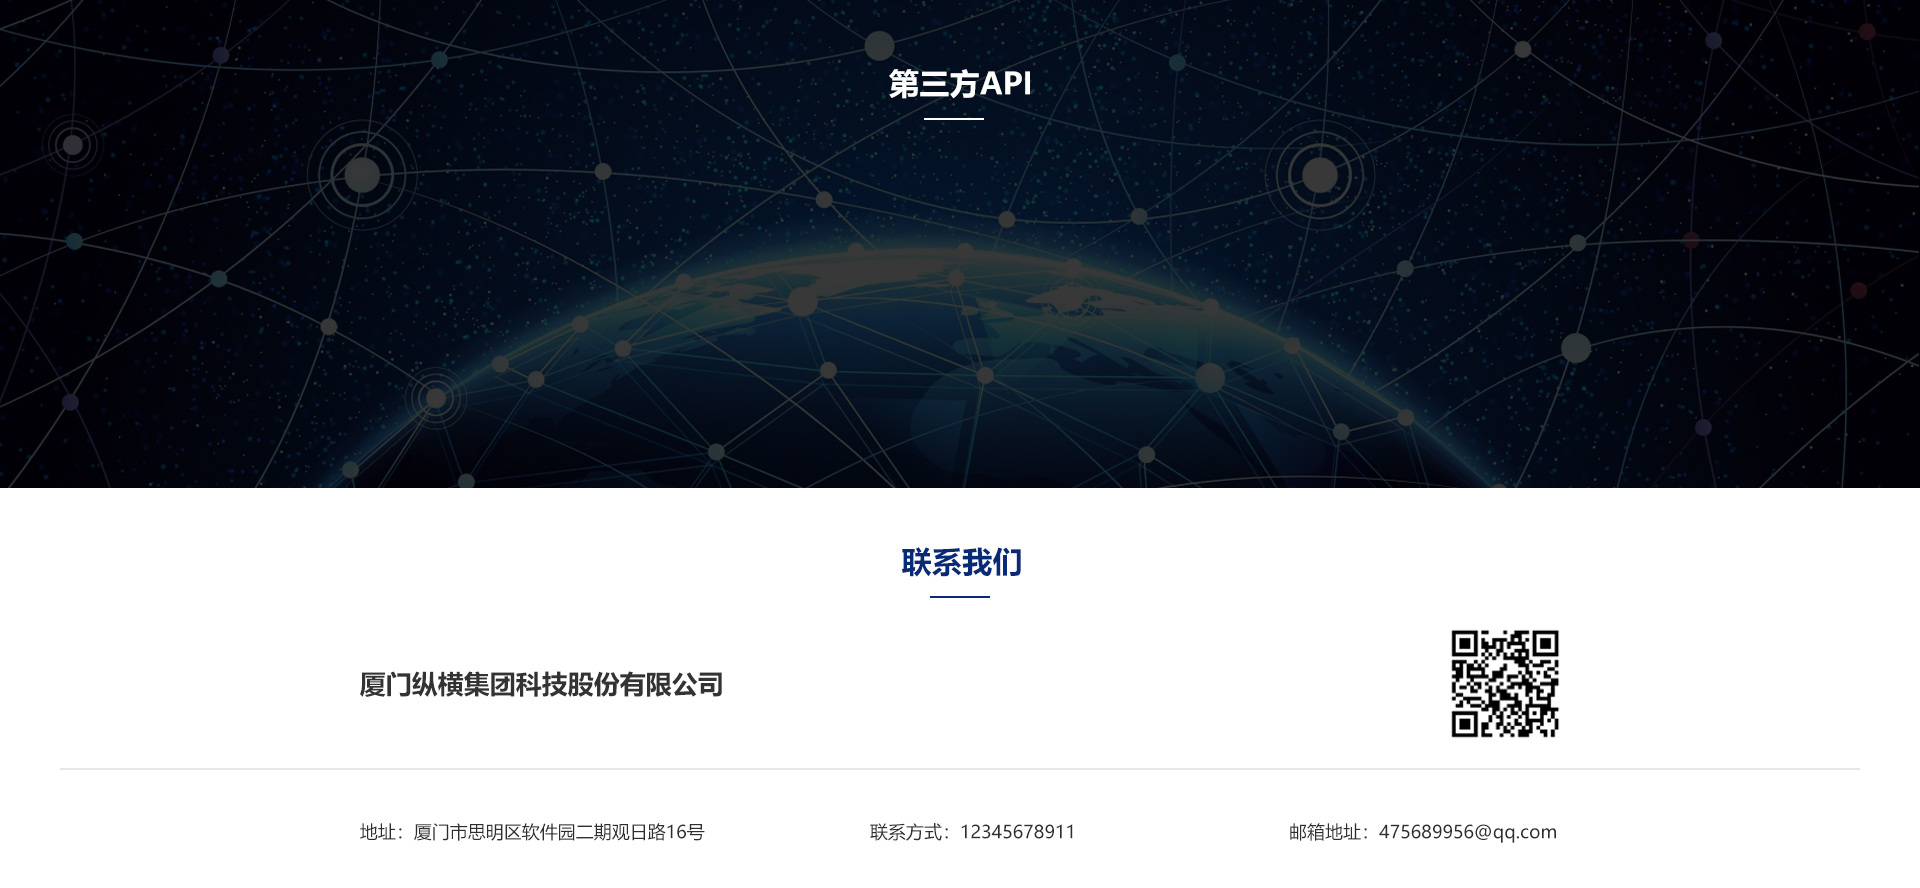 第三方API
联系我们
厦门纵横集团科技股份有限公司
地址：厦门市思明区软件园二期观日路16号
联系方式：12345678911
邮箱地址：475689956@qq.com